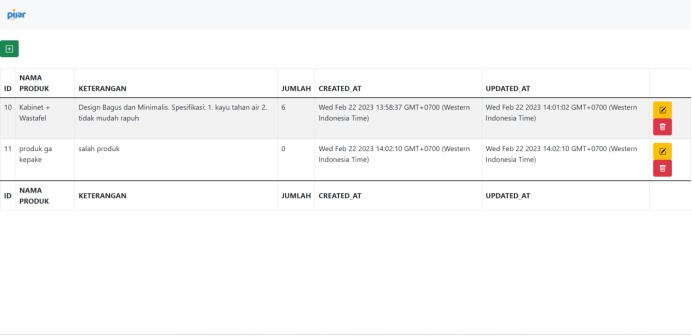 pijar
NAMA
ID PRODUK KETERANGAN JUMLAH CREATED_AT UPDATED_AT
10 Kabinet + Design Bagus dan Minimalis. Spesifikasi: 1. kayu tahan air 2. 6 Wed Feb 22 2023 13:58:37 GMT+0700 (Western Wed Feb 22 2023 14:01:02 GMT+0700 (Western
Wastafel tidak mudah rapuh Indonesia Time) Indonesia Time)
11 produk ga salah produk 0 Wed Feb 22 2023 14:02:10 GMT+0700 (Western Wed Feb 22 2023 14:02:10 GMT+0700 (Western
kepake Indonesia Time) Indonesia Time)
ID NAMA KETERANGAN JUMLAH CREATED_AT UPDATED_AT
PRODUK